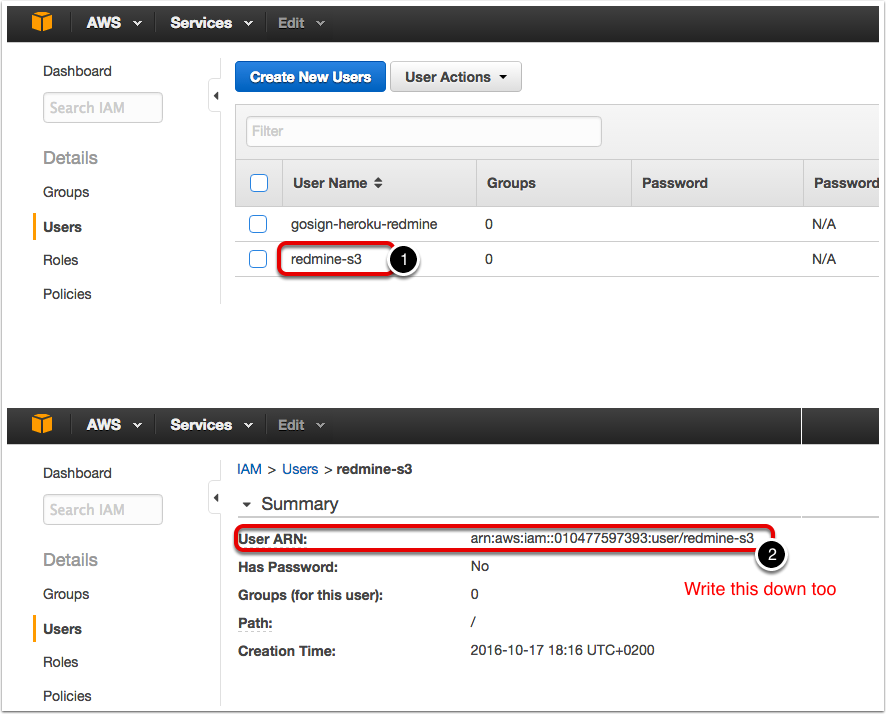 AWS Services Edit
Dashboard
Create New Users User Actions
Search IAM
Filter
Details
User Name Groups Password Password
Groups
gosign-heroku-redmine 0 N/A
Users
redmine-s3 1 0 N/A
Roles
Policies
AWS Services Edit
Dashboard
IAM > Users > redmine-s3
Search IAM
Summary
User ARN: arn:aws:iam::010477597393:user/redmine-s3
2
Details
Has Password: No
Groups
Groups (for this user): 0
Write this down too
Users
Path: /
Roles
Creation Time: 2016-10-17 18:16 UTC+0200
Policies